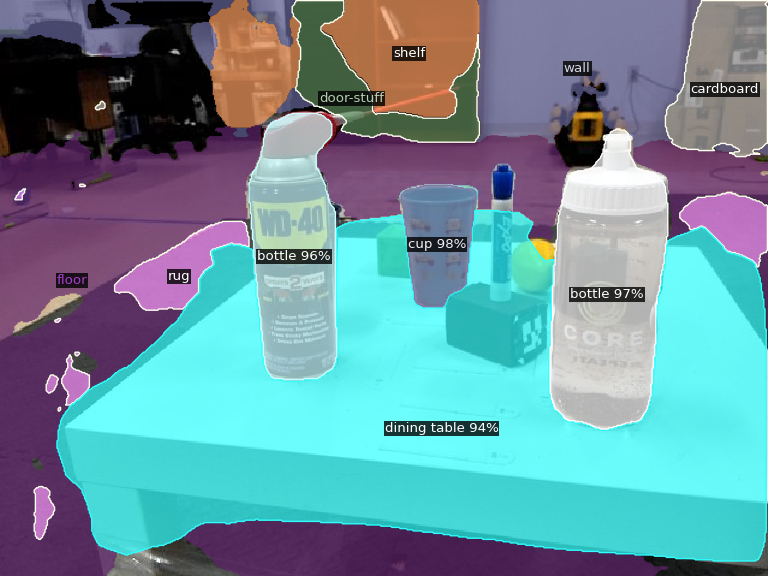 shelf
wall
cardboard
door-stuff
WD-40
cup 98%
bottle 96%
floor
rug
bottle 97%
CORE
dining table 94%